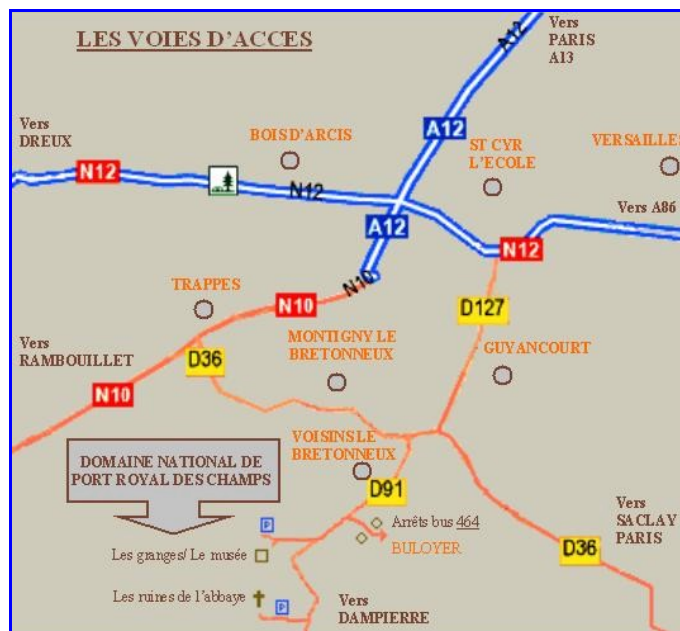 LES VOIES D'ACCES
Vers
PARIS
A13
A12
Vers
DREUX
BOIS D'ARCIS
A12
ST CYR
L'ECOLE
VERSAILLES
N12
N12
Vers A86
A12
N12
N10
TRAPPES
N10
D127
Vers
RAMBOUILLET
MONTIGNY LE
BRETONNEUX
GUYANCOURT
D36
N10
VOISINS LE
BRETONNEUX
DOMAINE NATIONAL DE
PORT ROYAL DES CHAMPS
D91
Vers
SACLAY
PARIS
Arrêts bus 464
P
BULOYER
D36
Les granges/ Le musée
Les ruines de l'abbaye
P
Vers
DAMPIERRE